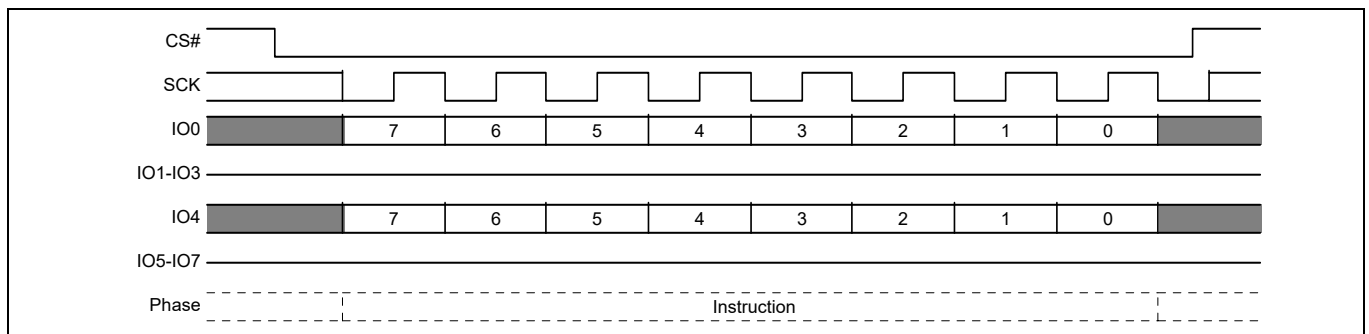 CS#
SCK
IO0 7 6 5 4 3 2 1 0
IO1-IO3
IO4 7 6 5 4 3 2 1 0
IO5-IO7
Phase Instruction